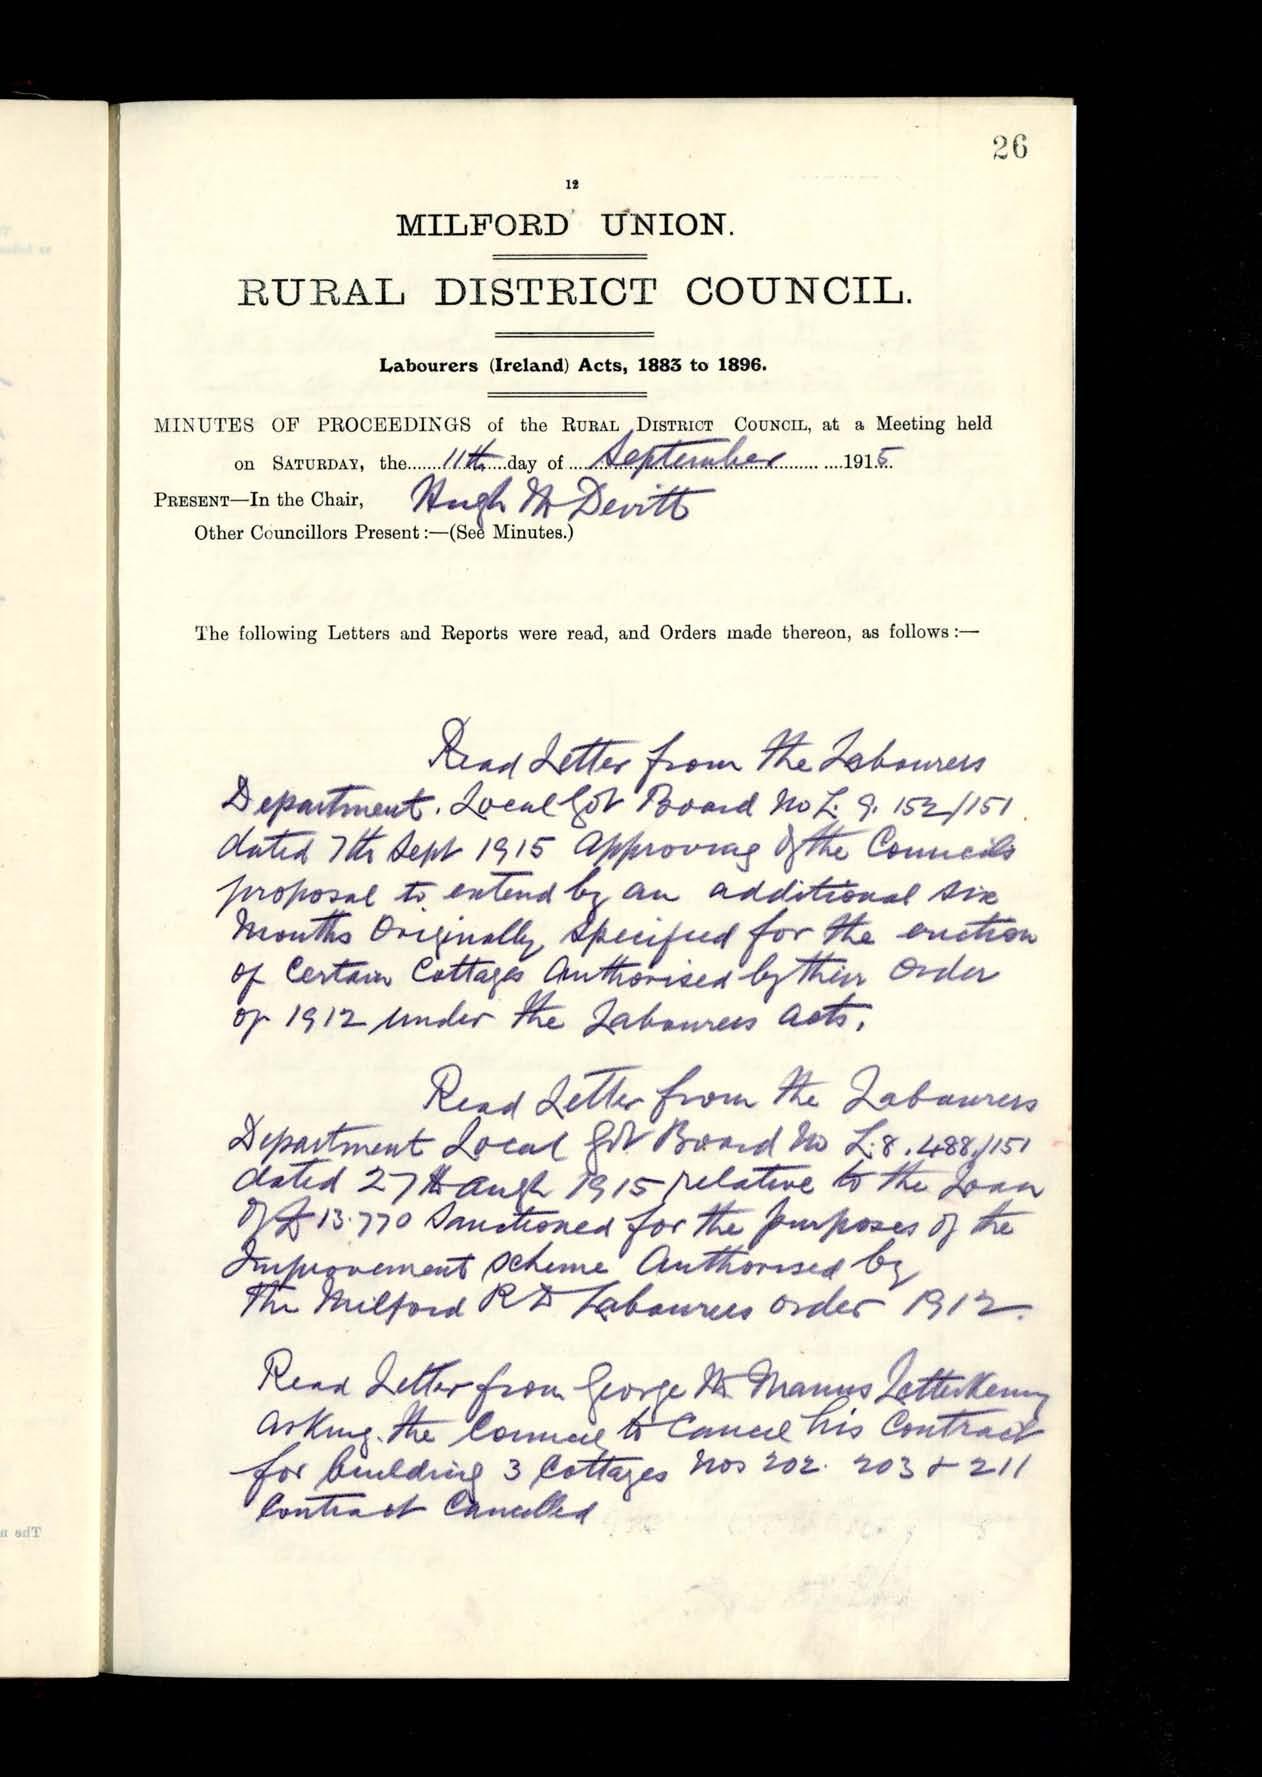 26
12
MILFORD UNION.
RURAL DISTRICT COUNCIL.
Labourers (Ireland) Acts, 1883 to 1896.
MINUTES OF PROCEEDINGS of the RURAL DISTRICT COUNCIL, at a Meeting held
on SATURDAY, the......11th....day of ....September.........1915..
PRESENT—In the Chair, Hugh Mc Devitt
Other Councillors Present :—(See Minutes.)
The following Letters and Reports were read, and Orders made thereon, as follows :—
Read Letter from the Labourers
Department. Local Govt Board No L. 9. 152/151
dated 7th Sept 1915 Approving of the Councils
proposal to extend by an additional six
Months Originally specified for the erection
of Certain Cottages Authorised by their Order
of 1912 under the Labourers Acts.
Read Letter from the Labourers
Department Local Govt Board No L.8.488/151
dated 27th Augh 1915 relative to the Loan
Of £13.770 Sanctioned for the purposes of the
Improvement scheme Authorised by
the Milford R D Labourers order 1912.
Read Letter from George Mc Manus Letterkenny
Asking the Council to Cancel his Contract
for building 3 Cottages Nos 202. 203 & 211
Contract Cancelled
The